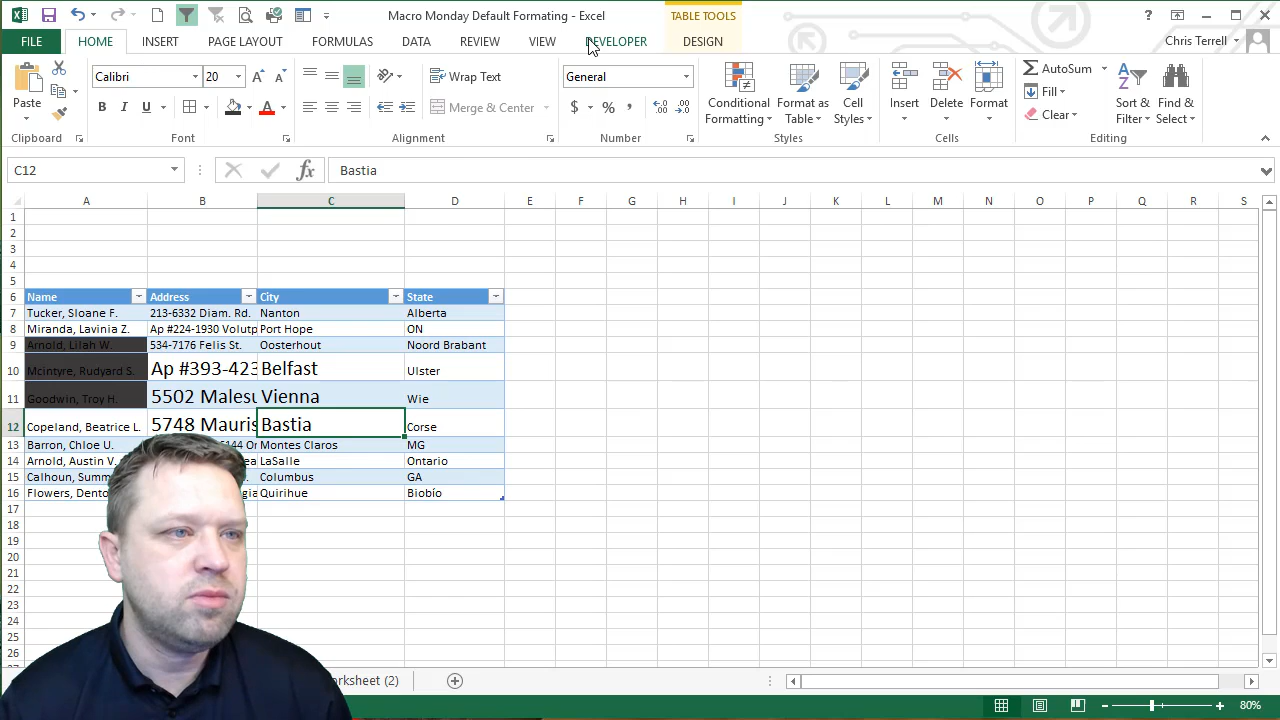 Macro Monday Default Formating - Excel
TABLE TOOLS
?
FILE HOME INSERT PAGE LAYOUT FORMULAS DATA REVIEW VIEW DEVELOPER DESIGN Chris Terrell
Calibri 20 Wrap Text General AutoSum
Fill
Paste B I U Merge & Center $ % , Conditional Formatting Format as Table Cell Styles Insert Delete Format Clear Sort & Filter Find & Select
Clipboard Font Alignment Number Styles Cells Editing
C12 fx Bastia
A B C D E F G H I J K L M N O P Q R S
1
2
3
4
5
6 Name Address City State
7 Tucker, Sloane F. 213-6332 Diam. Rd. Nanton Alberta
8 Miranda, Lavinia Z. Ap #224-1930 Volutp Port Hope ON
9 Arnold, Lilah W. 534-7176 Felis St. Oosterhout Noord Brabant
10 Mcintyre, Rudyard S. Ap #393-423 Belfast Ulster
11 Goodwin, Troy H. 5502 Malesu Vienna Wie
12 Copeland, Beatrice L. 5748 Mauris Bastia Corse
13 Barron, Chloe U. 6144 Or Montes Claros MG
14 Arnold, Austin V. LaSalle Ontario
15 Calhoun, Summ Columbus GA
16 Flowers, Dento Quirihue Biobío
17
18
19
20
21
22
23
24
25
26
27
rksheet (2)
80%